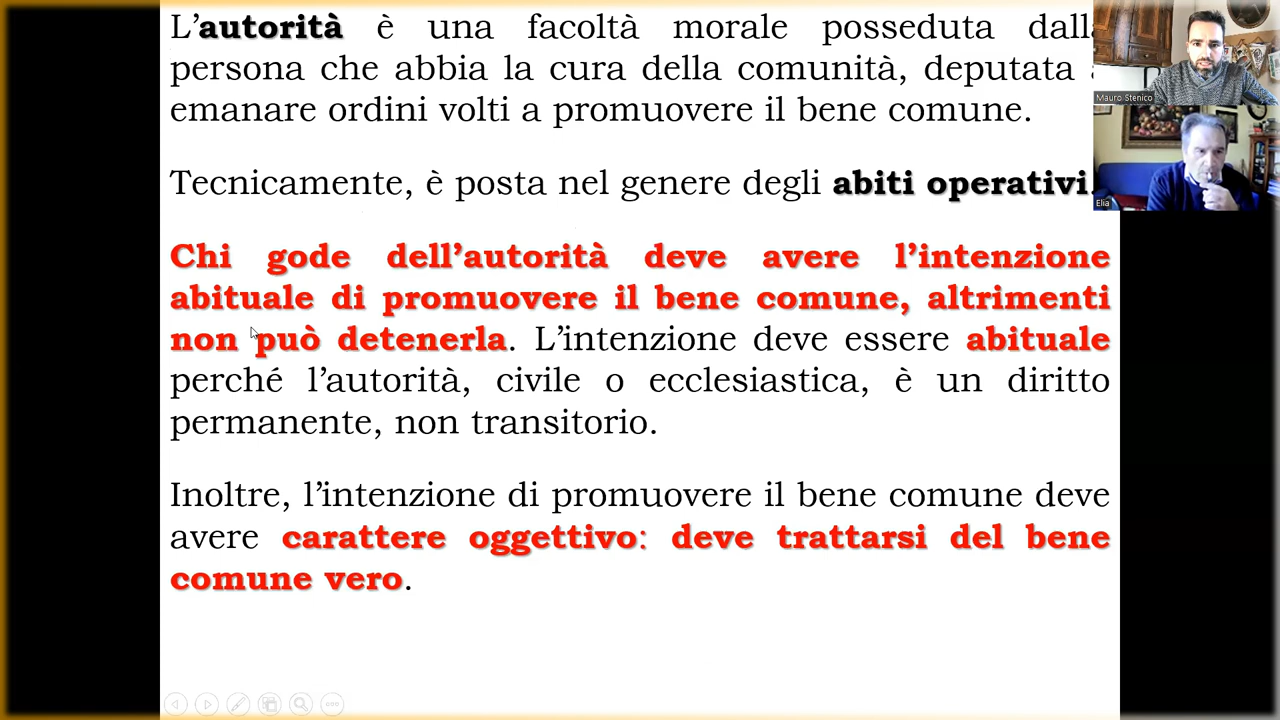 L'autorità è una facoltà morale posseduta dalla
persona che abbia la cura della comunità, deputata a
emanare ordini volti a promuovere il bene comune.
Tecnicamente, è posta nel genere degli abiti operativi.
Chi gode dell'autorità deve avere l'intenzione
abituale di promuovere il bene comune, altrimenti
non può detenerla. L'intenzione deve essere abituale
perché l'autorità, civile o ecclesiastica, è un diritto
permanente, non transitorio.
Inoltre, l'intenzione di promuovere il bene comune deve
avere carattere oggettivo: deve trattarsi del bene
comune vero.
Mauro Stenico
Elia